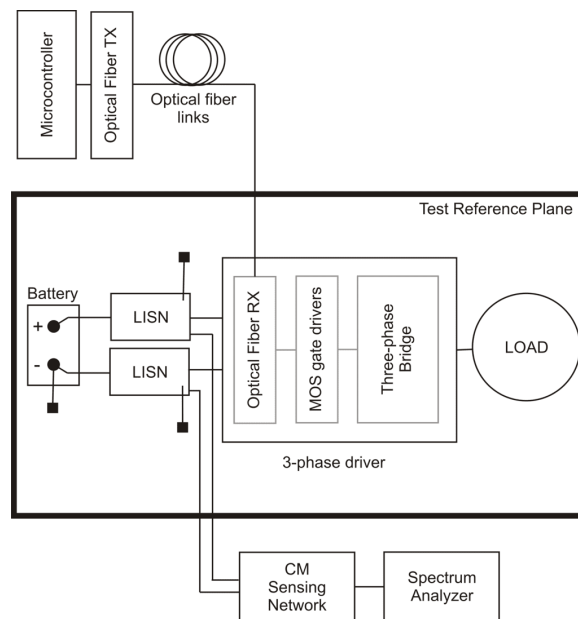 Microcontroller
Optical Fiber TX
Optical fiber
links
Test Reference Plane
Battery
+
-
LISN
LISN
Optical Fiber RX
MOS gate drivers
Three-phase
Bridge
LOAD
3-phase driver
CM
Sensing
Network
Spectrum
Analyzer